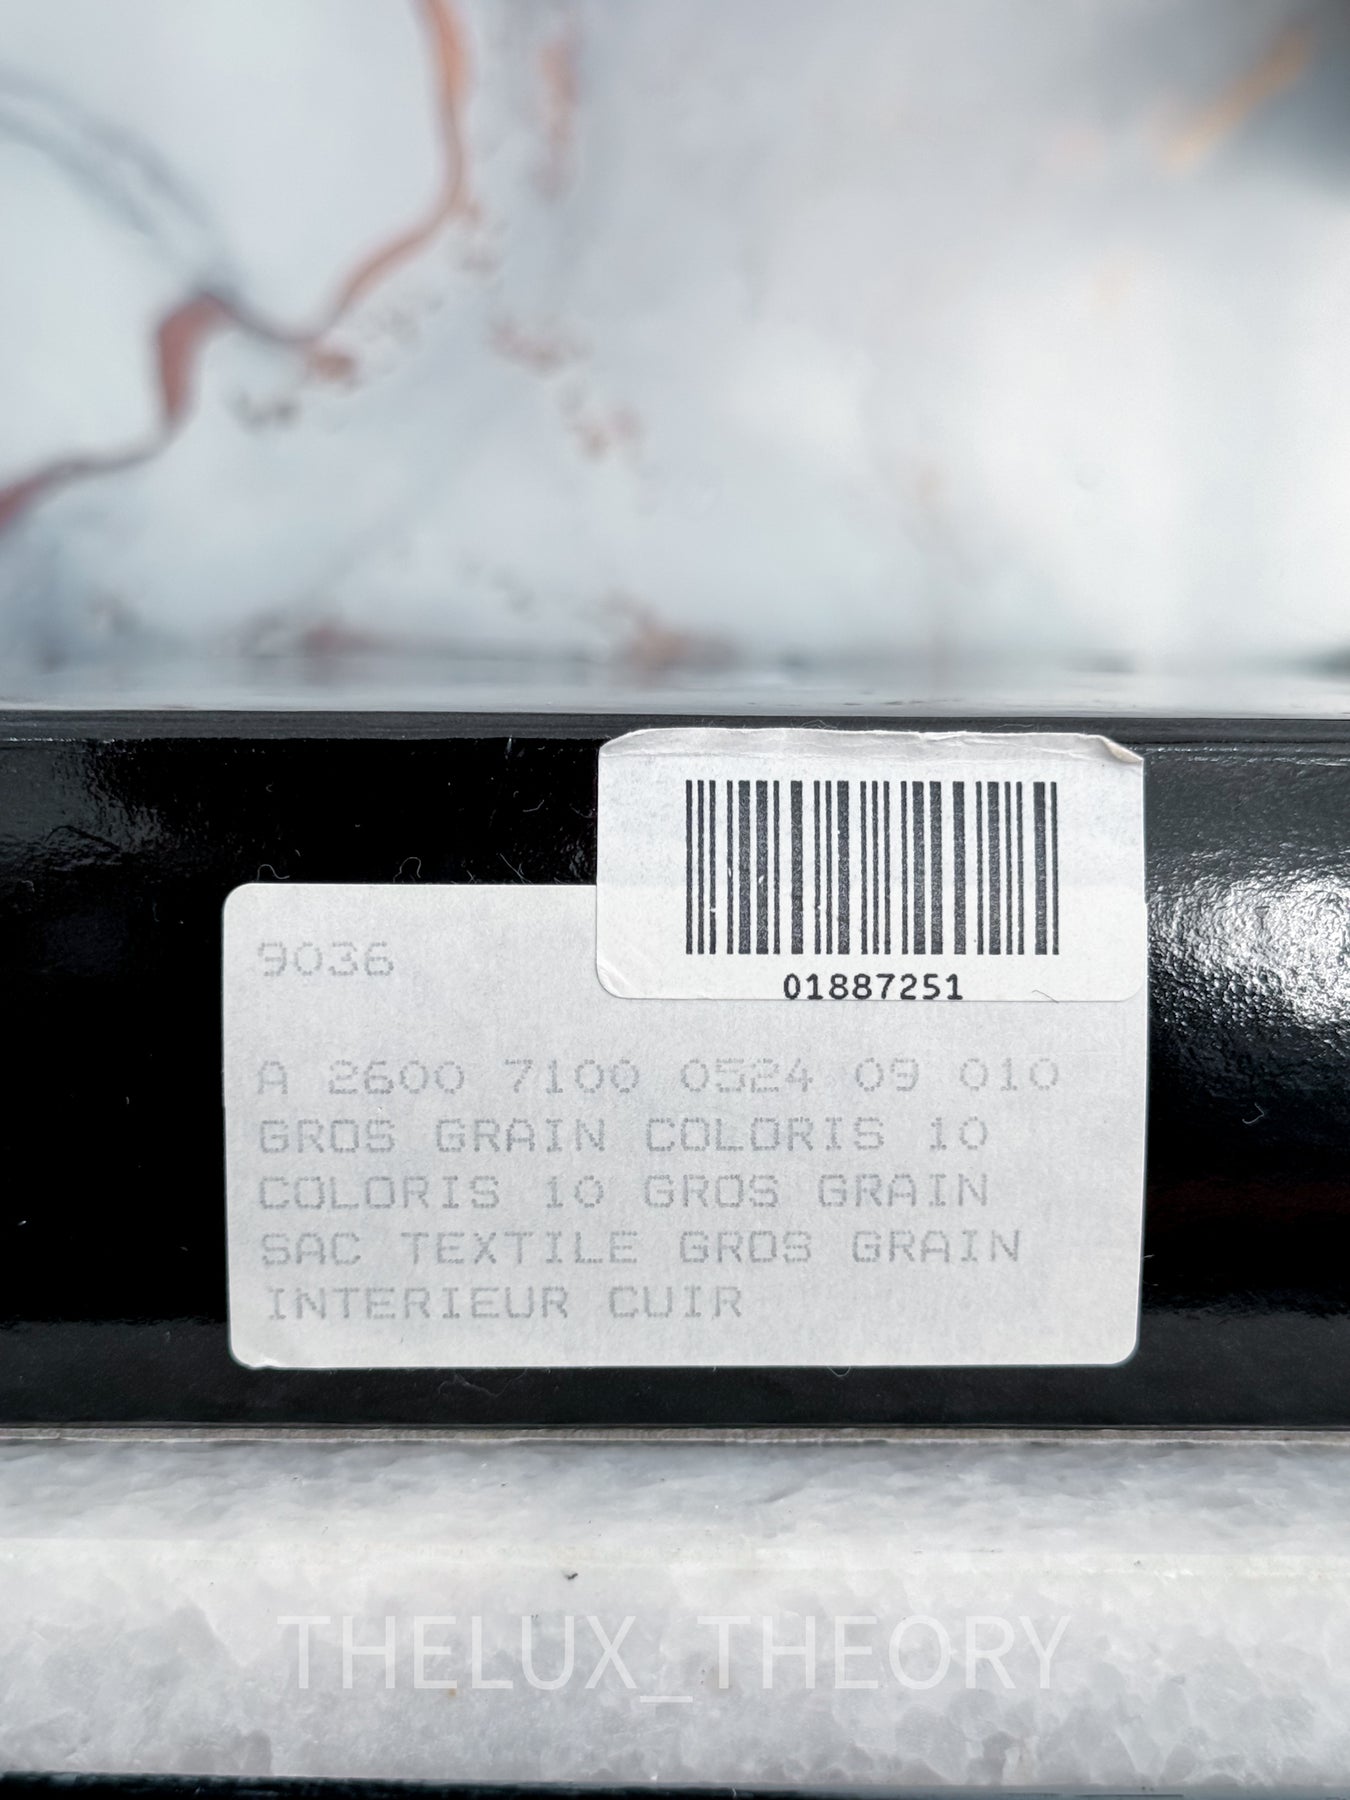 01887251
9036
A 2600 7100 0524 09 010
GROS GRAIN COLORIS 10
COLORIS 10 GROS GRAIN
SAC TEXTILE GROS GRAIN
INTERIEUR CUIR
THELUX_THEORY